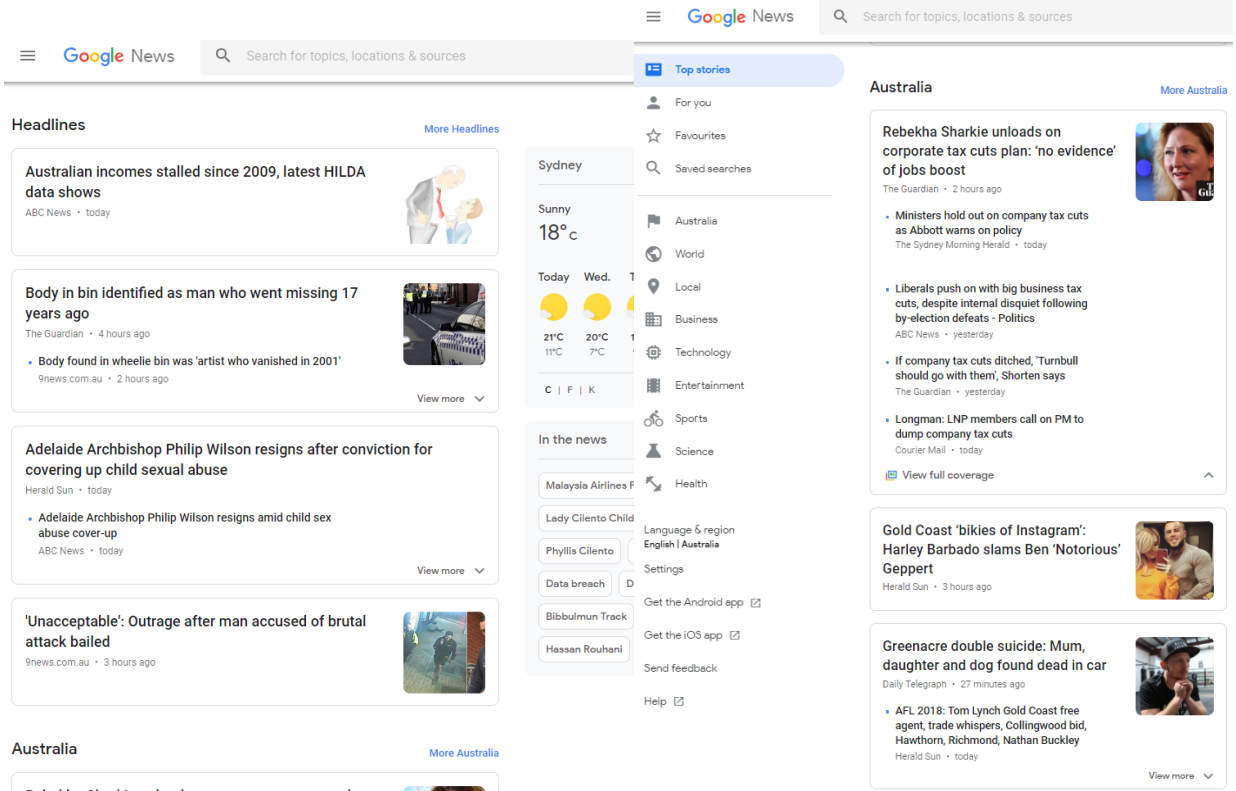 Google News
Search for topics, locations & sources
Headlines
More Headlines
Australian incomes stalled since 2009, latest HILDA
data shows
ABC News • today
Body in bin identified as man who went missing 17
years ago
The Guardian • 4 hours ago
• Body found in wheelie bin was 'artist who vanished in 2001'
9news.com.au • 2 hours ago
View more
Adelaide Archbishop Philip Wilson resigns after conviction for
covering up child sexual abuse
Herald Sun • today
• Adelaide Archbishop Philip Wilson resigns amid child sex
abuse cover-up
ABC News • today
View more
'Unacceptable': Outrage after man accused of brutal
attack bailed
9news.com.au • 3 hours ago
Australia
More Australia
Sydney
Sunny
18°C
Today Wed. T
21°C 20°C 1
11°C 7°C
C | F | K
In the news
Malaysia Airlines F
Lady Cilento Child
Phyllis Cilento
Data breach D
Bibbulmun Track
Hassan Rouhani
Google News
Search for topics, locations & sources
Top stories
For you
Favourites
Saved searches
Australia
World
Local
Business
Technology
Entertainment
Sports
Science
Health
Language & region
English | Australia
Settings
Get the Android app
Get the iOS app
Send feedback
Help
Australia
More Australia
Rebekha Sharkie unloads on
corporate tax cuts plan: 'no evidence'
of jobs boost
The Guardian • 2 hours ago
• Ministers hold out on company tax cuts
as Abbott warns on policy
The Sydney Morning Herald • today
• Liberals push on with big business tax
cuts, despite internal disquiet following
by-election defeats - Politics
ABC News • yesterday
• If company tax cuts ditched, 'Turnbull
should go with them', Shorten says
The Guardian • yesterday
• Longman: LNP members call on PM to
dump company tax cuts
Courier Mail • today
View full coverage
Gold Coast 'bikies of Instagram':
Harley Barbado slams Ben 'Notorious'
Geppert
Herald Sun • 3 hours ago
Greenacre double suicide: Mum,
daughter and dog found dead in car
Daily Telegraph • 27 minutes ago
• AFL 2018: Tom Lynch Gold Coast free
agent, trade whispers, Collingwood bid,
Hawthorn, Richmond, Nathan Buckley
Herald Sun • today
View more